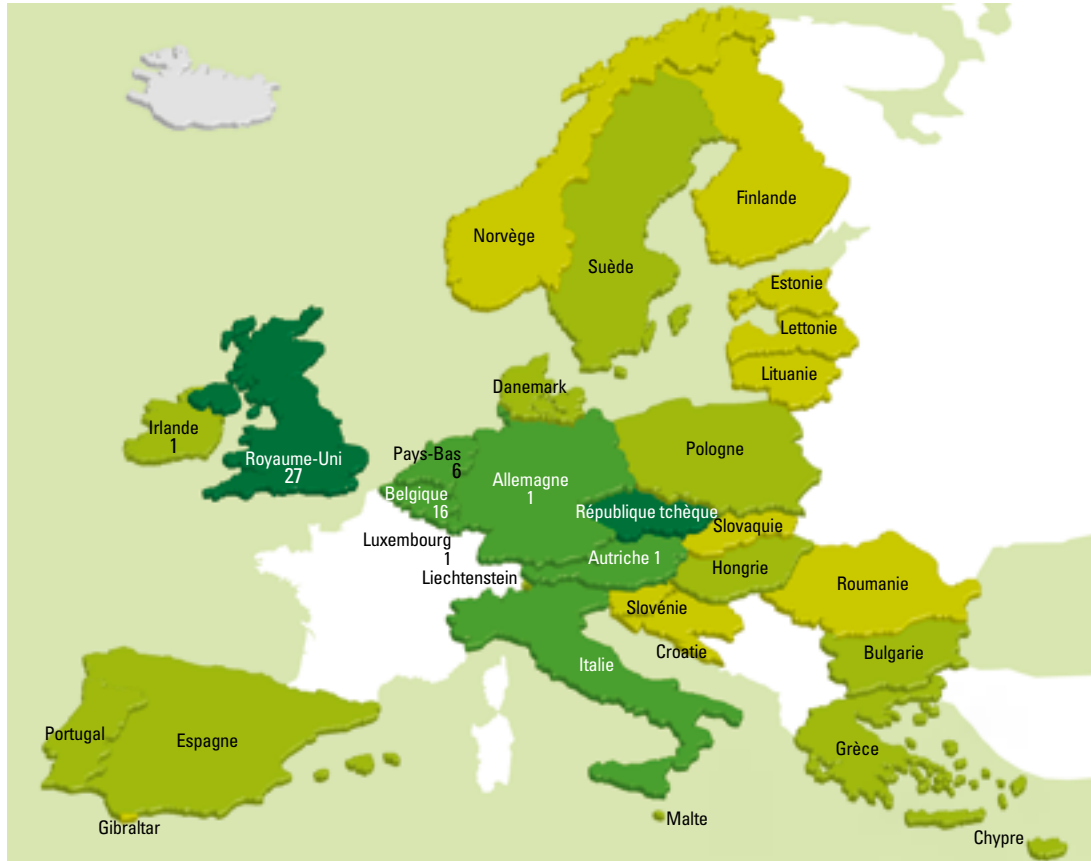 Finlande
Norvège
Suède
Estonie
Lettonie
Lituanie
Danemark
Irlande
1
Royaume-Uni
27
Pays-Bas
6
Belgique
16
Allemagne
1
Pologne
République tchèque
Slovaquie
Luxembourg
1
Autriche 1
Liechtenstein
Hongrie
Roumanie
Slovénie
Croatie
Italie
Bulgarie
Portugal
Espagne
Grèce
Gibraltar
Malte
Chypre